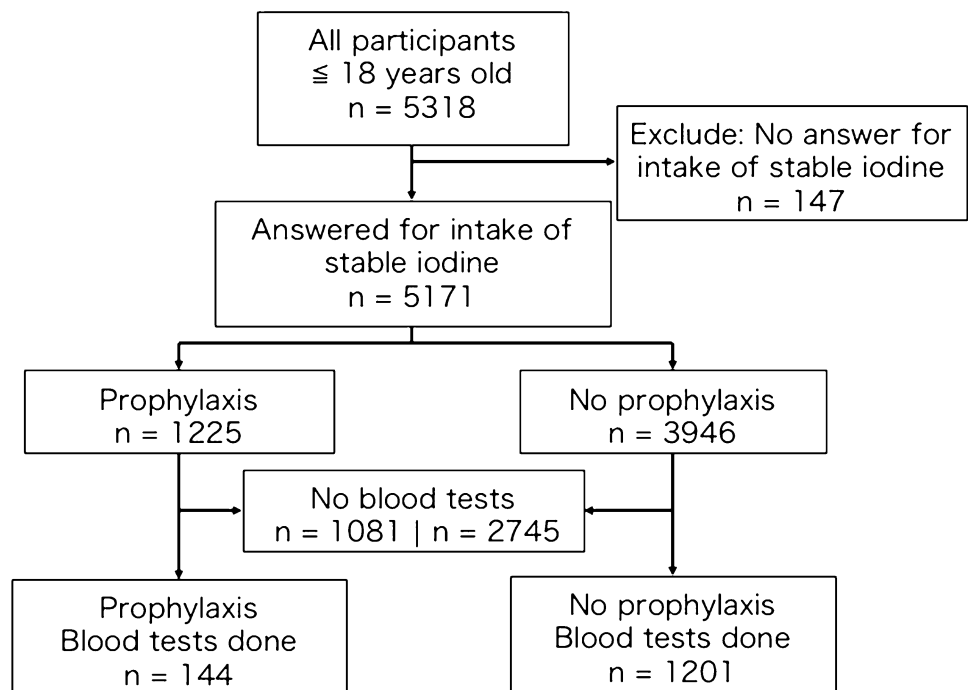 All participants
≦ 18 years old
n = 5318
Exclude: No answer for
intake of stable iodine
n = 147
Answered for intake of
stable iodine
n = 5171
Prophylaxis
n = 1225
No prophylaxis
n = 3946
No blood tests
n = 1081 | n = 2745
Prophylaxis
Blood tests done
n = 144
No prophylaxis
Blood tests done
n = 1201